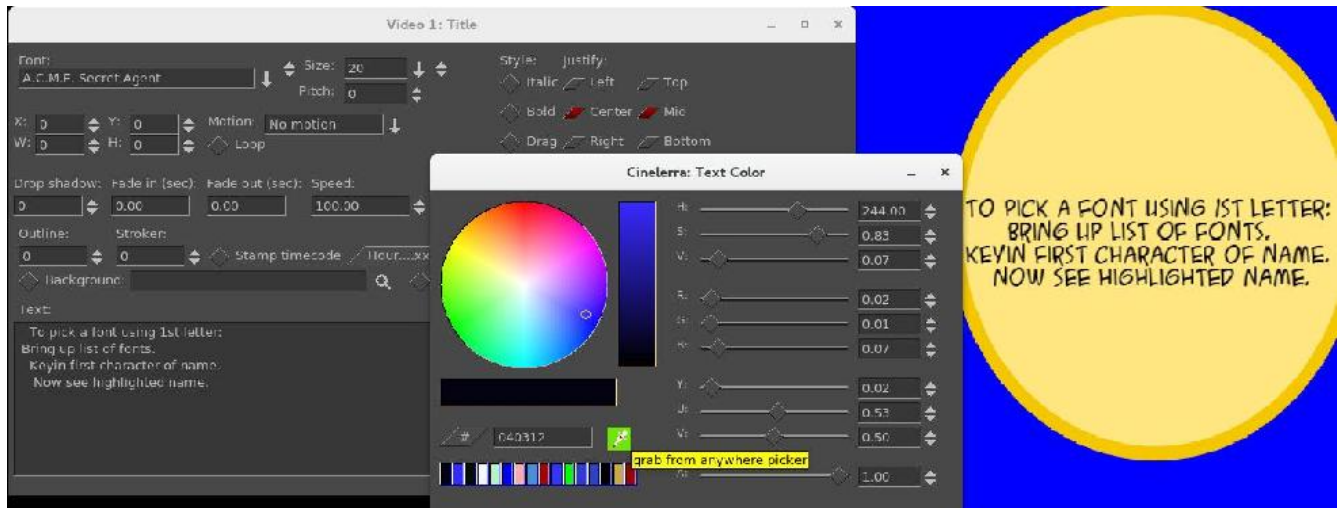 Video 1: Title
Font:
A.C.M.E. Secret Agent
Size: 20
Pitch: 0
Style: Justify:
Italic Left Top
Bold Center Mid
Drag Right Bottom
X: 0 Y: 0 Motion: No motion
W: 0 H: 0 Loop
Drop shadow: Fade in (sec): Fade out (sec): Speed:
0 0.00 0.00 100.00
Outline: Stroker:
0 0 Stamp timecode
Background:
Text:
To pick a font using 1st letter:
Bring up list of fonts.
Keyin first character of name.
Now see highlighted name.
Cinelerra: Text Color
H: 244.00
S: 0.83
V: 0.07
R: 0.02
G: 0.01
B: 0.07
Y: 0.02
U: 0.53
V: 0.50
1.00
# 040312
grab from anywhere picker
TO PICK A FONT USING 1ST LETTER:
BRING UP LIST OF FONTS.
KEYIN FIRST CHARACTER OF NAME.
NOW SEE HIGHLIGHTED NAME.